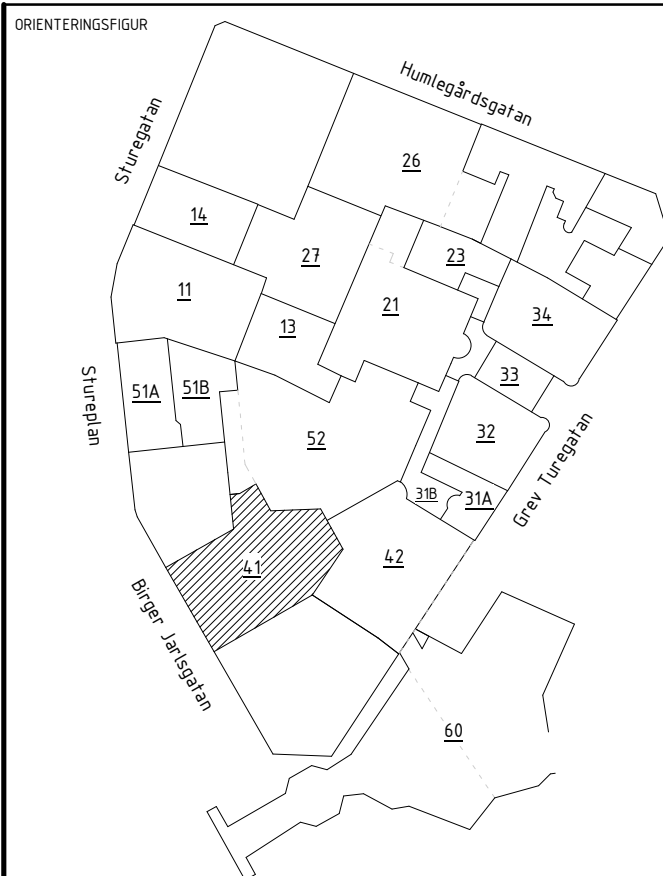 ORIENTERINGSFIGUR
Humlegårdsgatan
Sturegatan
26
14
23
27
11
21
34
13
33
51A
51B
Stureplan
32
52
Grev Turegatan
31B
31A
42
41
Birger Jarlsgatan
60